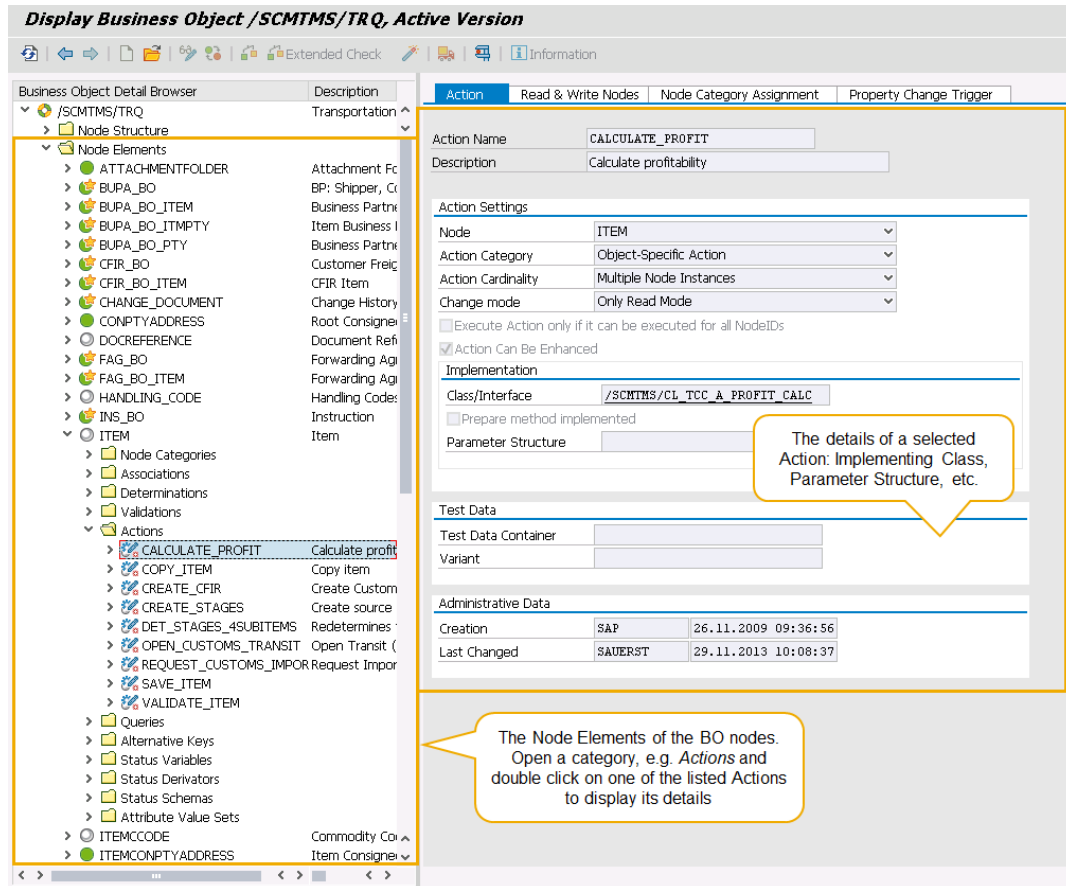 Display Business Object /SCMTMS/TRQ, Active Version
Extended Check
Information
Business Object Detail Browser Description
/SCMTMS/TRQ Transportation
Node Structure
Node Elements
ATTACHMENTFOLDER Attachment Fo
BUPA_BO BP: Shipper, Co
BUPA_BO_ITEM Business Partne
BUPA_BO_ITMPTY Item Business
BUPA_BO_PTY Business Partne
CFIR_BO Customer Freig
CFIR_BO_ITEM CFIR Item
CHANGE_DOCUMENT Change History
CONPTYADDRESS Root Consigne
DOCREFERENCE Document Ref
FAG_BO Forwarding Ag
FAG_BO_ITEM Forwarding Ag
HANDLING_CODE Handling Codes
INS_BO Instruction
ITEM Item
Node Categories
Associations
Determinations
Validations
Actions
CALCULATE_PROFIT Calculate profit
COPY_ITEM Copy item
CREATE_CFIR Create Custom
CREATE_STAGES Create source
DET_STAGES_4SUBITEMS Redetermines
OPEN_CUSTOMS_TRANSIT Open Transit (
REQUEST_CUSTOMS_IMPOR Request Impor
SAVE_ITEM
VALIDATE_ITEM
Queries
Alternative Keys
Status Variables
Status Derivators
Status Schemas
Attribute Value Sets
ITEMCCODE Commodity Co
ITEMCONPTYADDRESS Item Consigne
Action Read & Write Nodes Node Category Assignment Property Change Trigger
Action Name CALCULATE_PROFIT
Description Calculate profitability
Action Settings
Node ITEM
Action Category Object-Specific Action
Action Cardinality Multiple Node Instances
Change mode Only Read Mode
Execute Action only if it can be executed for all NodeIDs
Action Can Be Enhanced
Implementation
Class/Interface /SCMTMS/CL_TCC_A_PROFIT_CALC
Prepare method implemented
Parameter Structure
The details of a selected
Action: Implementing Class,
Parameter Structure, etc.
Test Data
Test Data Container
Variant
Administrative Data
Creation SAP 26.11.2009 09:36:56
Last Changed SAUERST 29.11.2013 10:08:37
The Node Elements of the BO nodes.
Open a category, e.g. Actions and
double click on one of the listed Actions
to display its details